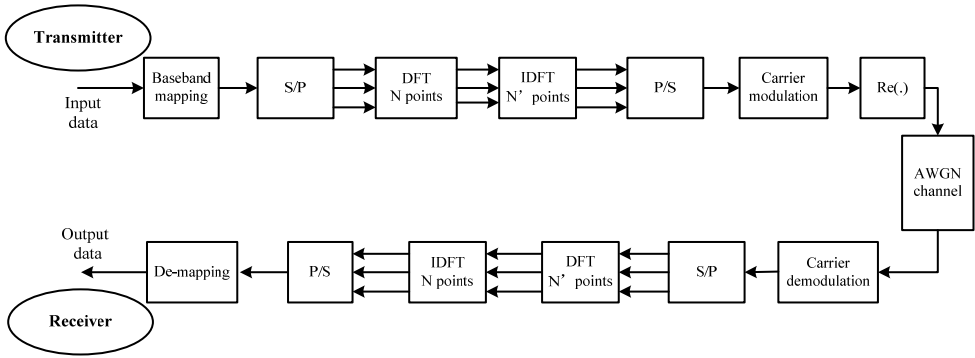 Transmitter
Input
data
Baseband
mapping
S/P
DFT
N points
IDFT
N’ points
P/S
Carrier
modulation
Re(.)
AWGN
channel
Output
data
De-mapping
P/S
IDFT
N points
DFT
N’ points
S/P
Carrier
demodulation
Receiver